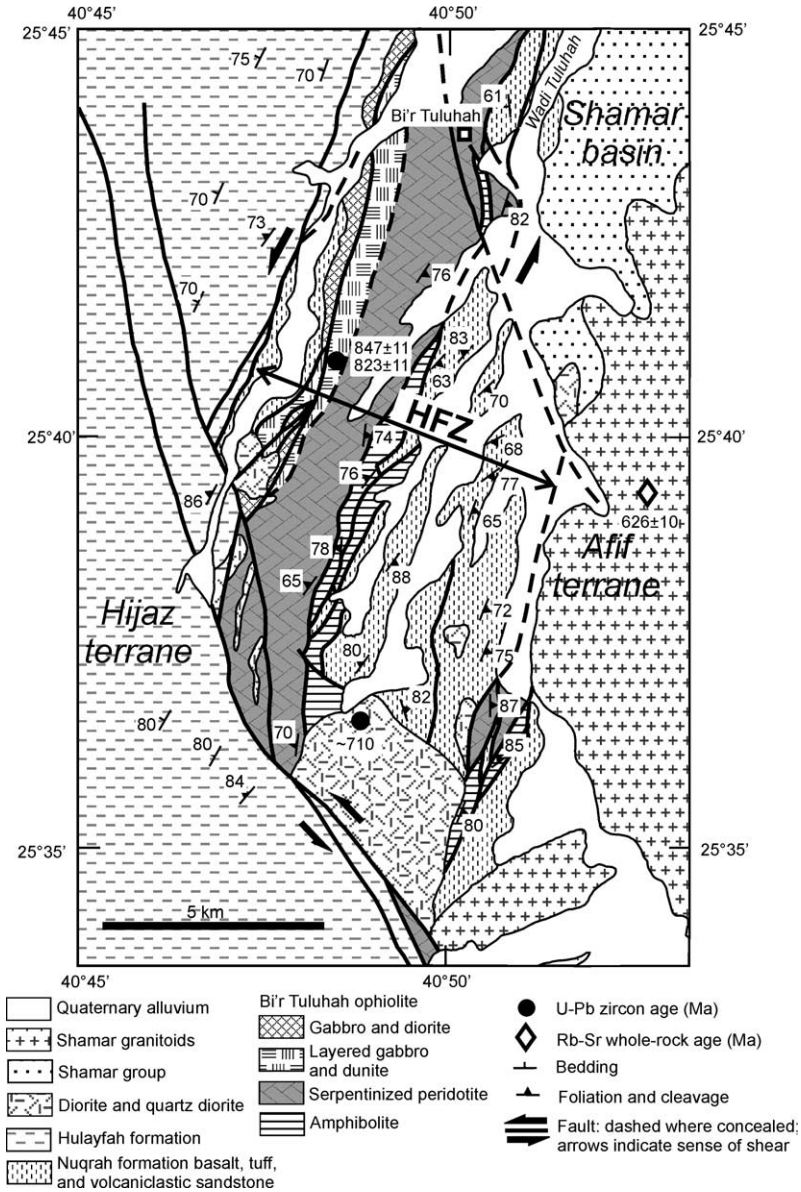 40°45'
40°50'
25°45'
25°45'
75
70
61
Bi'r Tuluhah
Wadi Tuluhah
Shamar
basin
70
73
82
76
70
83
847±11
823±11
63
HFZ
70
25°40'
25°40'
74
68
76
77
86
65
626±10
Afif
terrane
78
88
65
72
Hijaz
terrane
75
80
82
87
80
70
~710
85
80
84
80
25°35'
25°35'
5 km
40°45'
40°50'
Quaternary alluvium
Shamar granitoids
Shamar group
Diorite and quartz diorite
Hulayfah formation
Nuqrah formation basalt, tuff,
and volcaniclastic sandstone
Bi'r Tuluhah ophiolite
Gabbro and diorite
Layered gabbro
and dunite
Serpentinized peridotite
Amphibolite
U-Pb zircon age (Ma)
Rb-Sr whole-rock age (Ma)
Bedding
Foliation and cleavage
Fault: dashed where concealed;
arrows indicate sense of shear